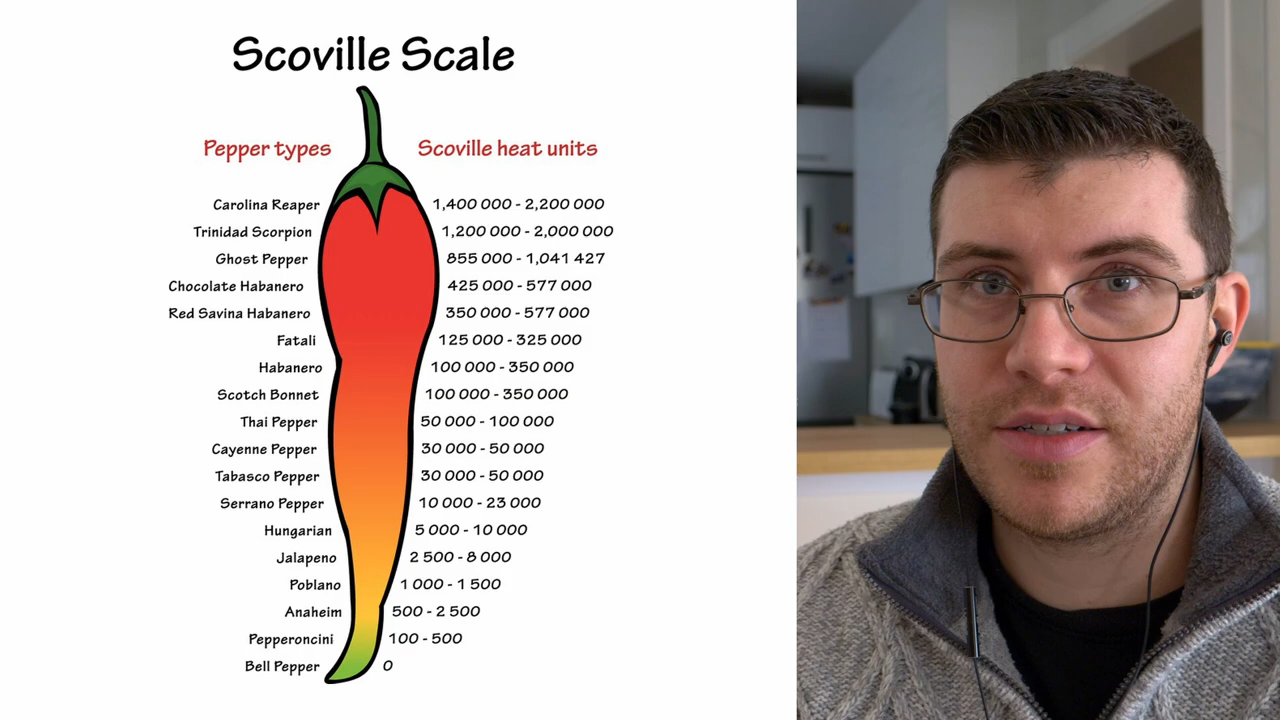 Scoville Scale
Pepper types Scoville heat units
Carolina Reaper 1,400 000 - 2,200 000
Trinidad Scorpion 1,200 000 - 2,000 000
Ghost Pepper 855 000 - 1,041 427
Chocolate Habanero 425 000 - 577 000
Red Savina Habanero 350 000 - 577 000
Fatali 125 000 - 325 000
Habanero 100 000 - 350 000
Scotch Bonnet 100 000 - 350 000
Thai Pepper 50 000 - 100 000
Cayenne Pepper 30 000 - 50 000
Tabasco Pepper 30 000 - 50 000
Serrano Pepper 10 000 - 23 000
Hungarian 5 000 - 10 000
Jalapeno 2 500 - 8 000
Poblano 1 000 - 1 500
Anaheim 500 - 2 500
Pepperoncini 100 - 500
Bell Pepper 0